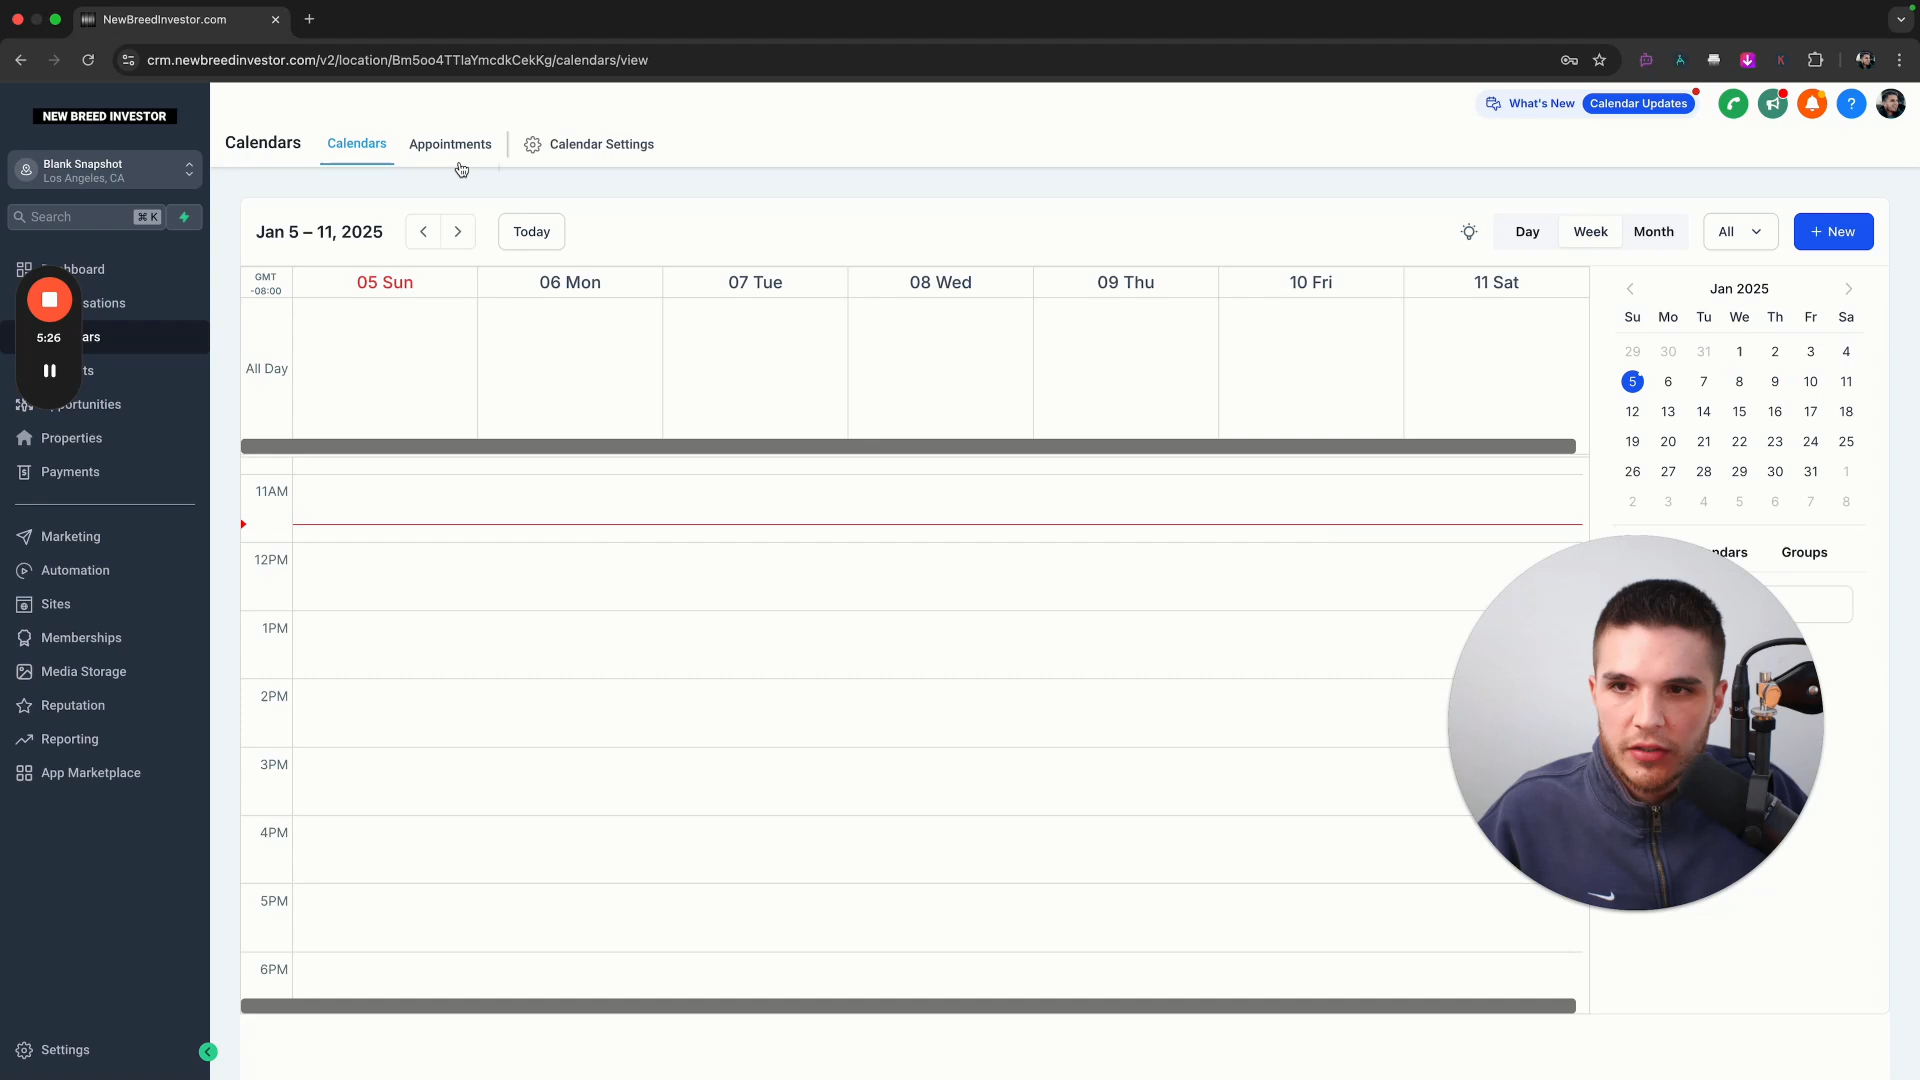 NewBreedInvestor.com
crm.newbreedinvestor.com/v2/location/Bm5oo4TTlaYmcdkCekKg/calendars/view
NEW BREED INVESTOR
Blank Snapshot
Los Angeles, CA
Search
⌘ K
board
5:26
sations
ars
ts
portunities
Properties
Payments
Marketing
Automation
Sites
Memberships
Media Storage
Reputation
Reporting
App Marketplace
Settings
What's New
Calendar Updates
Calendars
Calendars
Appointments
Calendar Settings
Jan 5 – 11, 2025
Today
Day
Week
Month
All
+ New
GMT
-08:00
05 Sun
06 Mon
07 Tue
08 Wed
09 Thu
10 Fri
11 Sat
All Day
11AM
12PM
1PM
2PM
3PM
4PM
5PM
6PM
Jan 2025
Su Mo Tu We Th Fr Sa
29 30 31 1 2 3 4
5 6 7 8 9 10 11
12 13 14 15 16 17 18
19 20 21 22 23 24 25
26 27 28 29 30 31 1
2 3 4 5 6 7 8
ndars
Groups